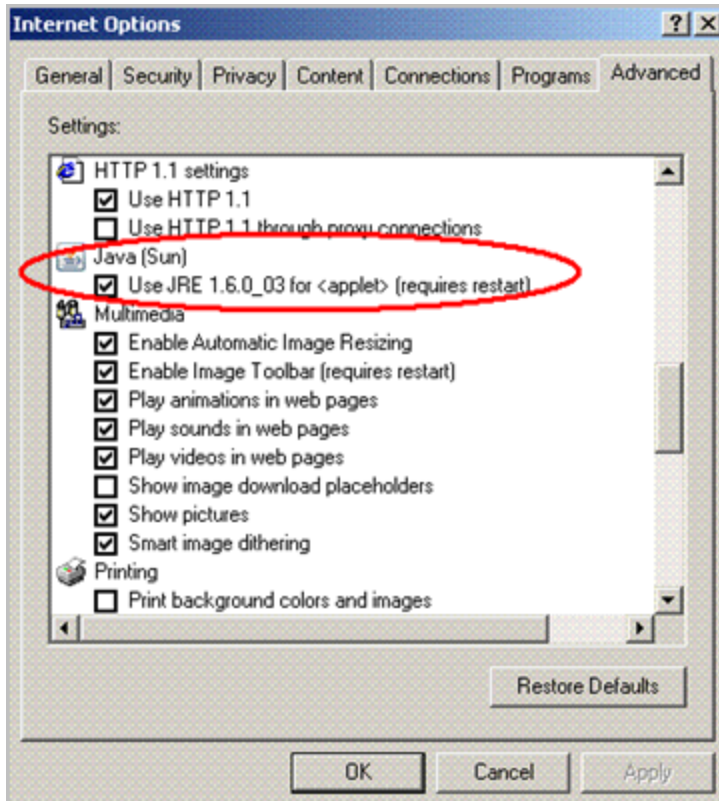 Internet Options
General Security Privacy Content Connections Programs Advanced
Settings:
HTTP 1.1 settings
Use HTTP 1.1
Use HTTP 1.1 through proxy connections
Java (Sun)
Use JRE 1.6.0_03 for <applet> (requires restart)
Multimedia
Enable Automatic Image Resizing
Enable Image Toolbar (requires restart)
Play animations in web pages
Play sounds in web pages
Play videos in web pages
Show image download placeholders
Show pictures
Smart image dithering
Printing
Print background colors and images
Restore Defaults
OK Cancel Apply